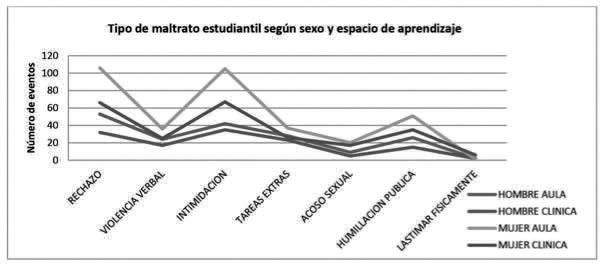 Tipo de maltrato estudiantil según sexo y espacio de aprendizaje
Número de eventos
120
100
80
60
40
20
0
RECHAZO
VIOLENCIA VERBAL
INTIMIDACION
TAREAS EXTRAS
ACOSO SEXUAL
HUMILLACION PUBLICA
LASTIMAR FISICAMENTE
HOMBRE AULA
HOMBRE CLINICA
MUJER AULA
MUJER CLINICA